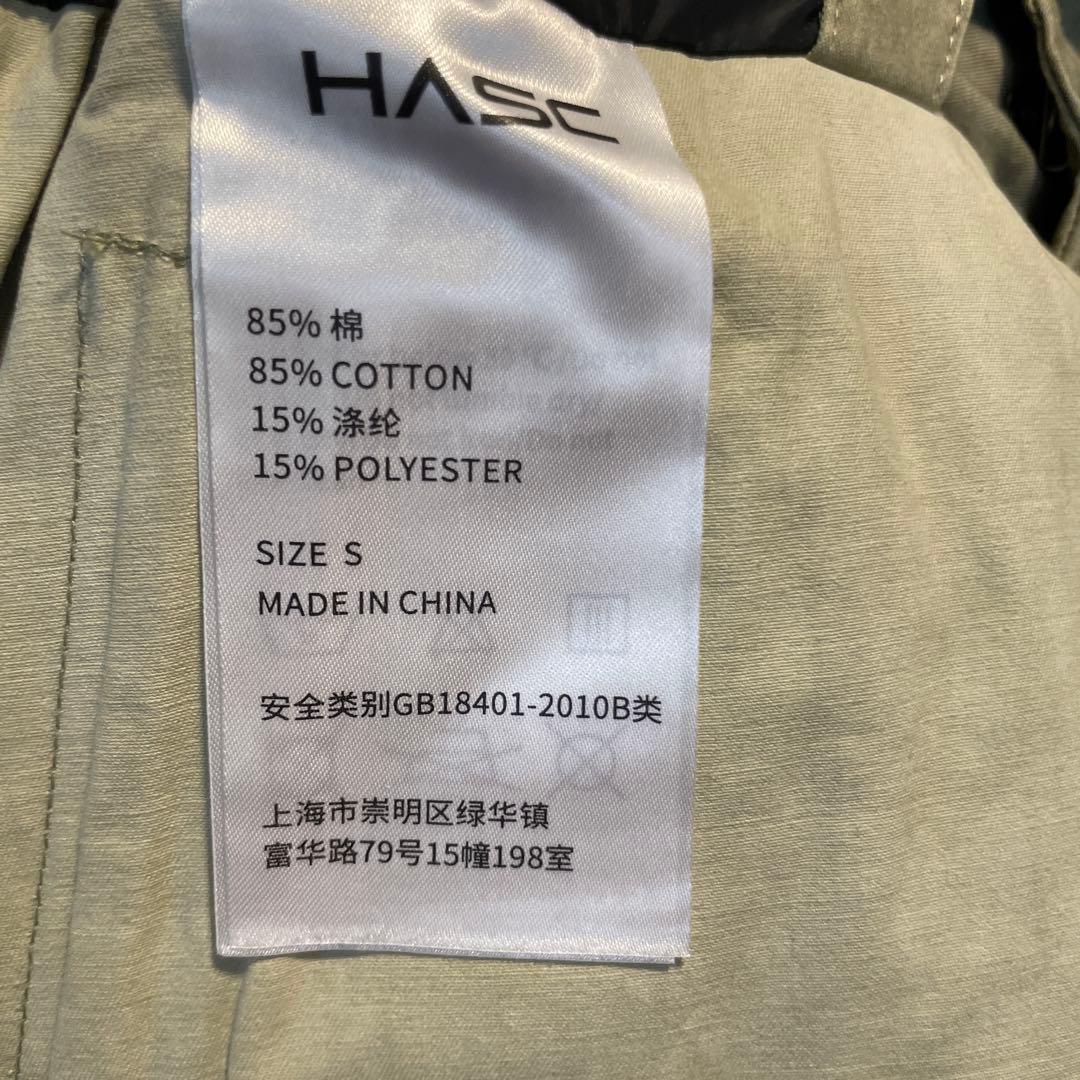 HASC
85% 棉
85% COTTON
15% 涤纶
15% POLYESTER
SIZE S
MADE IN CHINA
安全类别GB18401-2010B类
上海市崇明区绿华镇
富华路79号15幢198室